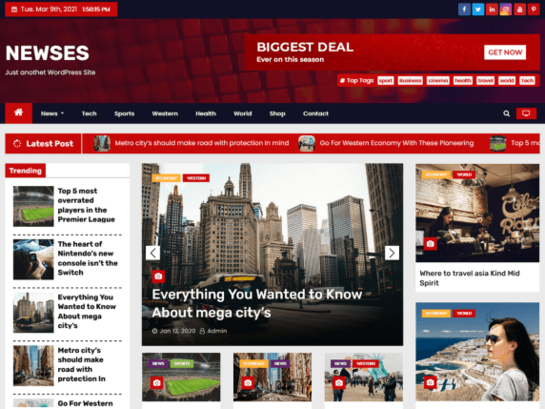 Tue. Mar 9th, 2021 1:50:15 PM
NEWSES
Just anothet WordPress Site
BIGGEST DEAL
Ever on this season
GET NOW
Top Tags sport Business cinema health travel world Tech
News Tech Sports Western Health World Shop Contact
Latest Post
Metro city's should make road with protection In mind
Go For Western Economy With These Pioneering
Top 5 mo
Trending
Top 5 most
overrated
players in the
Premier League
The heart of
Nintendo's new
console isn't the
Switch
Everything You
Wanted to Know
About mega
city's
Metro city's
should make
road with
protection In
Go For Western
ECONOMY WESTERN
Everything You Wanted to Know
About mega city's
Jan 12, 2020 Admin
NEWS SPORTS
ECONOMY NEWS
NEWS WESTERN
ECONOMY WORLD
Where to travel asia Kind Mid
Spirit
ECONOMY WORLD